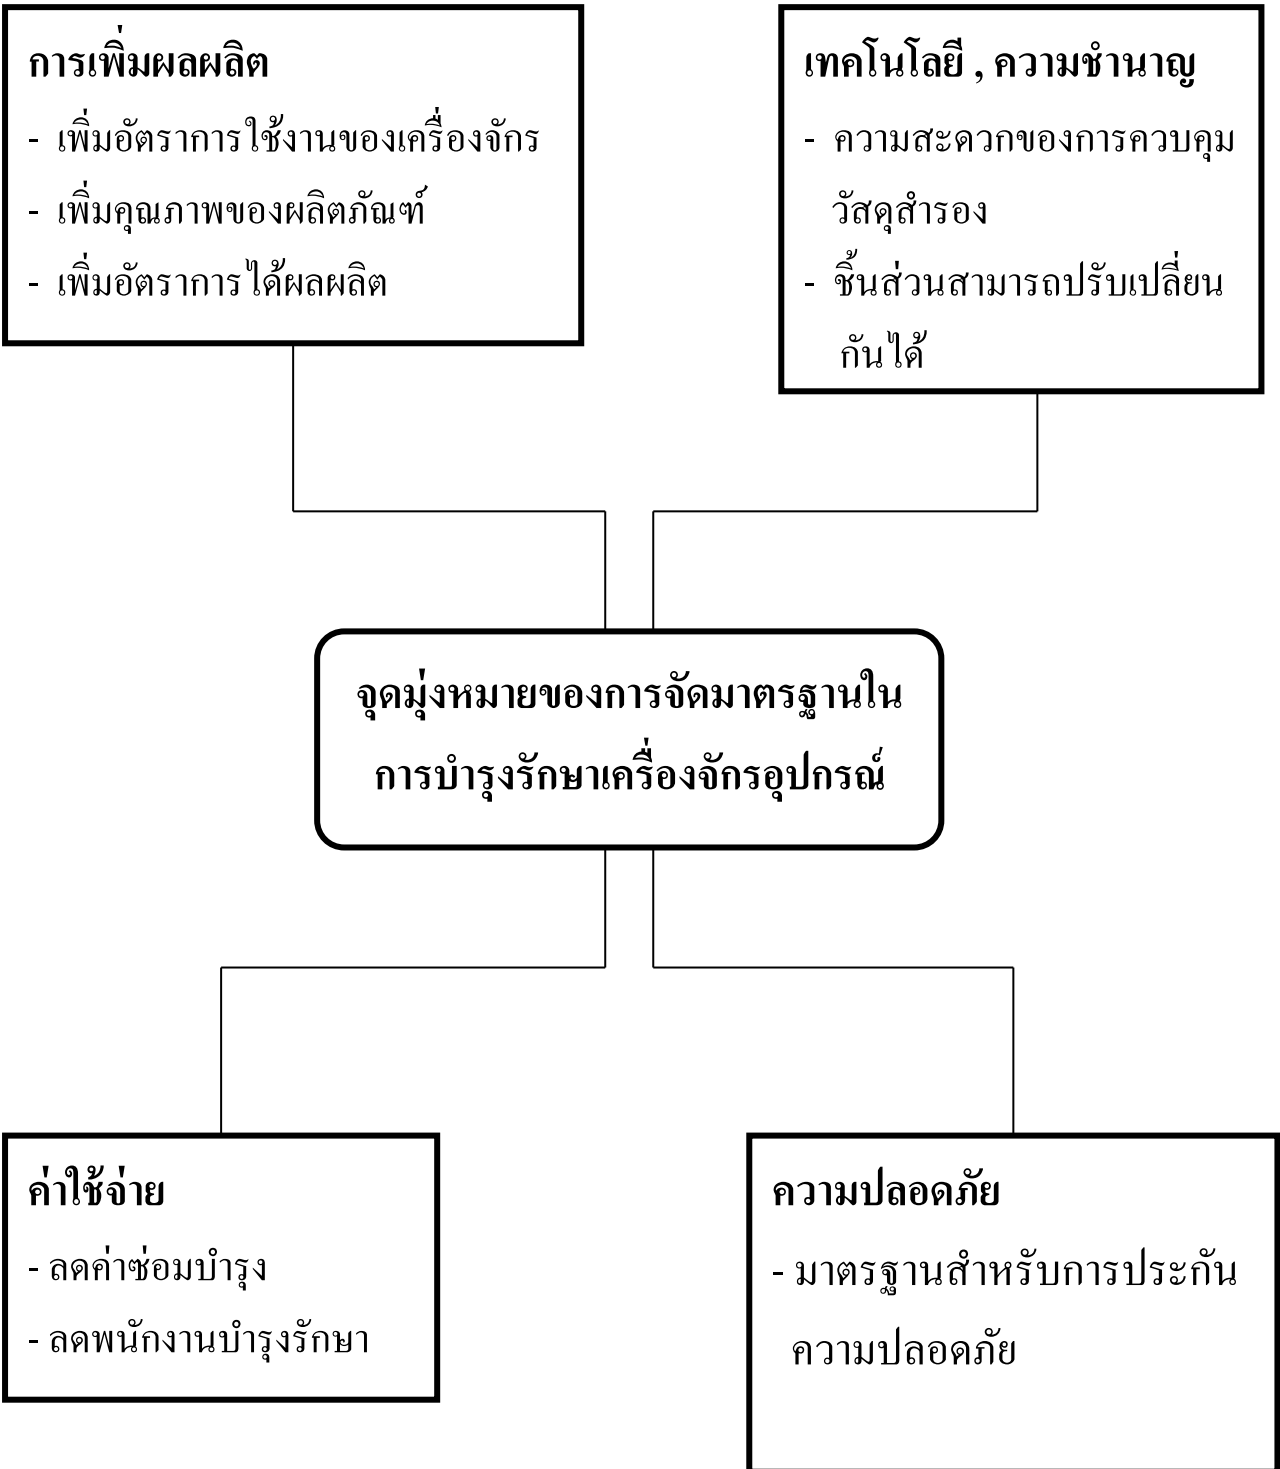 การเพิ่มผลผลิต
- เพิ่มอัตราการใช้งานของเครื่องจักร
- เพิ่มคุณภาพของผลิตภัณฑ์
- เพิ่มอัตราการได้ผลผลิต
เทคโนโลยี , ความชำนาญ
- ความสะดวกของการควบคุม
วัสดุสำรอง
- ชิ้นส่วนสามารถปรับเปลี่ยน
กันได้
จุดมุ่งหมายของการจัดมาตรฐานใน
การบำรุงรักษาเครื่องจักรอุปกรณ์
ค่าใช้จ่าย
- ลดค่าซ่อมบำรุง
- ลดพนักงานบำรุงรักษา
ความปลอดภัย
- มาตรฐานสำหรับการประกัน
ความปลอดภัย